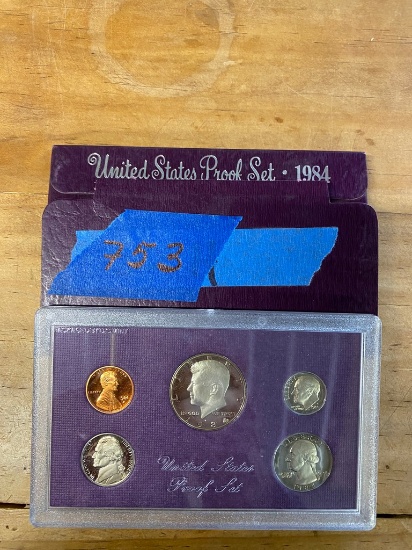 United States Proof Set · 1984
753
United States
Proof Set